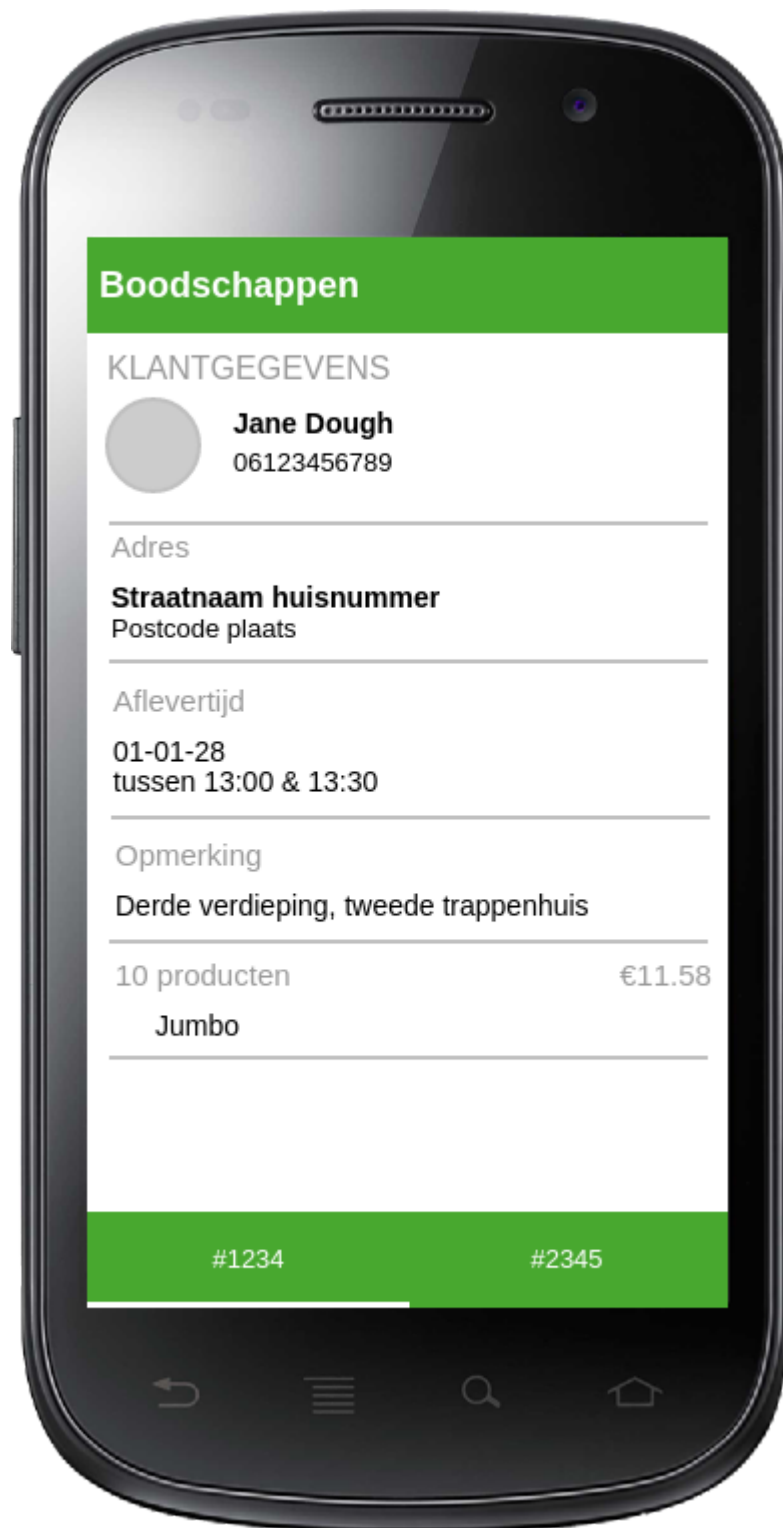 Boodschappen
KLANTGEGEVENS
Jane Dough
06123456789
Adres
Straatnaam huisnummer
Postcode plaats
Aflevertijd
01-01-28
tussen 13:00 & 13:30
Opmerking
Derde verdieping, tweede trappenhuis
10 producten €11.58
Jumbo
#1234 #2345